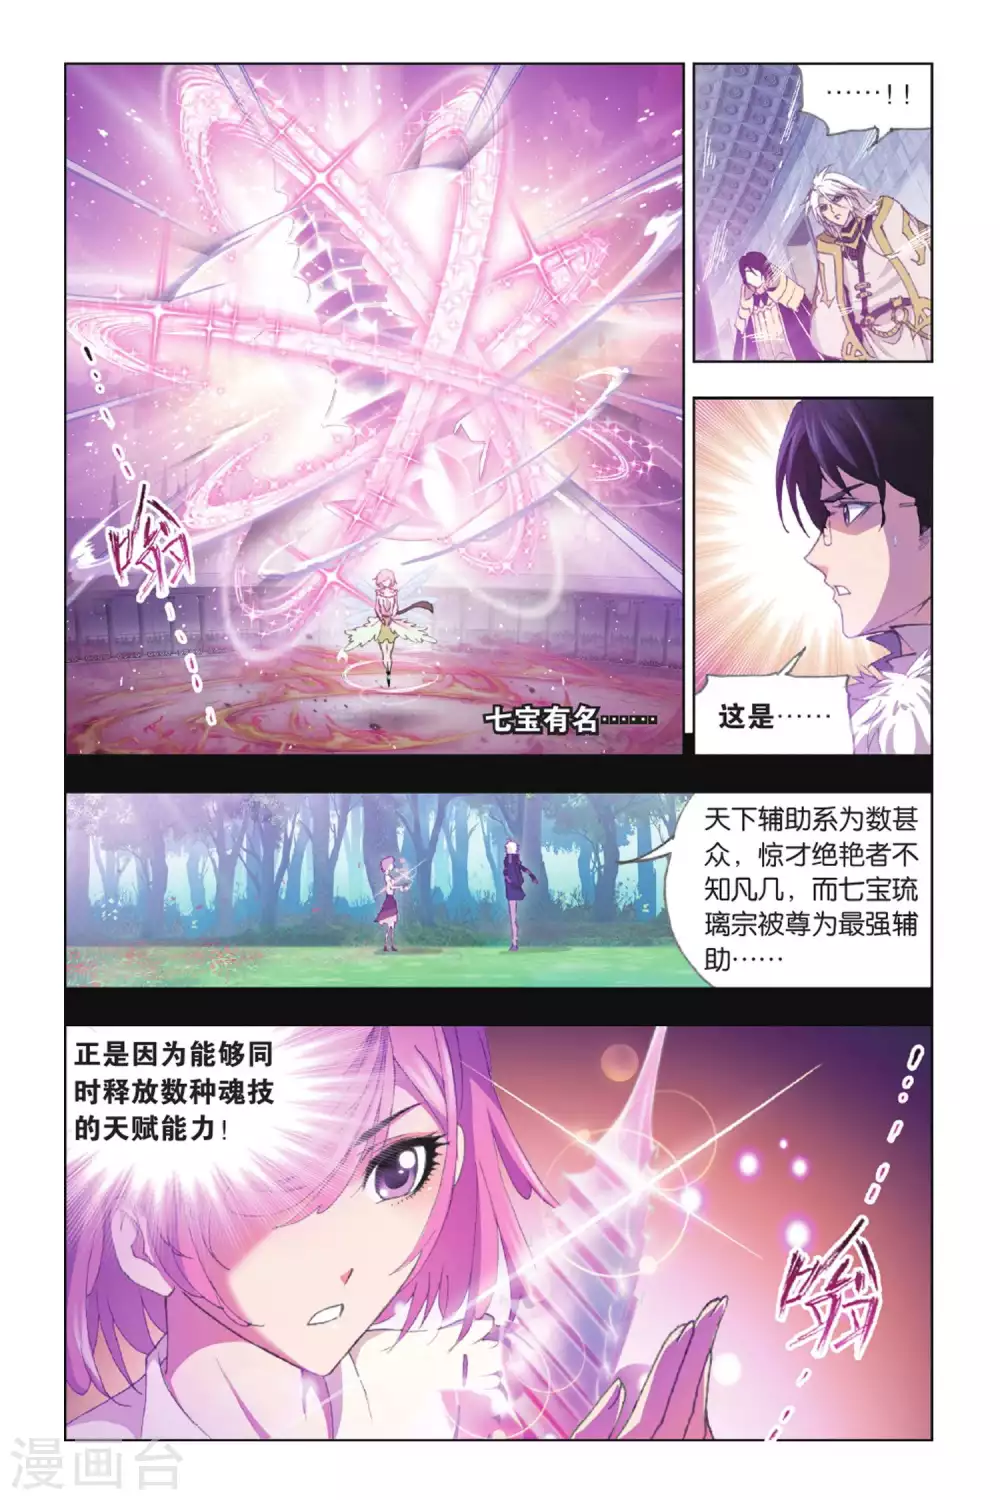 ……！！
嗡
七宝有名……
这是……
天下辅助系为数甚
众，惊才绝艳者不
知凡几，而七宝琉
璃宗被尊为最强辅
助……
正是因为能够同
时释放数种魂技
的天赋能力！
嗡
漫画台